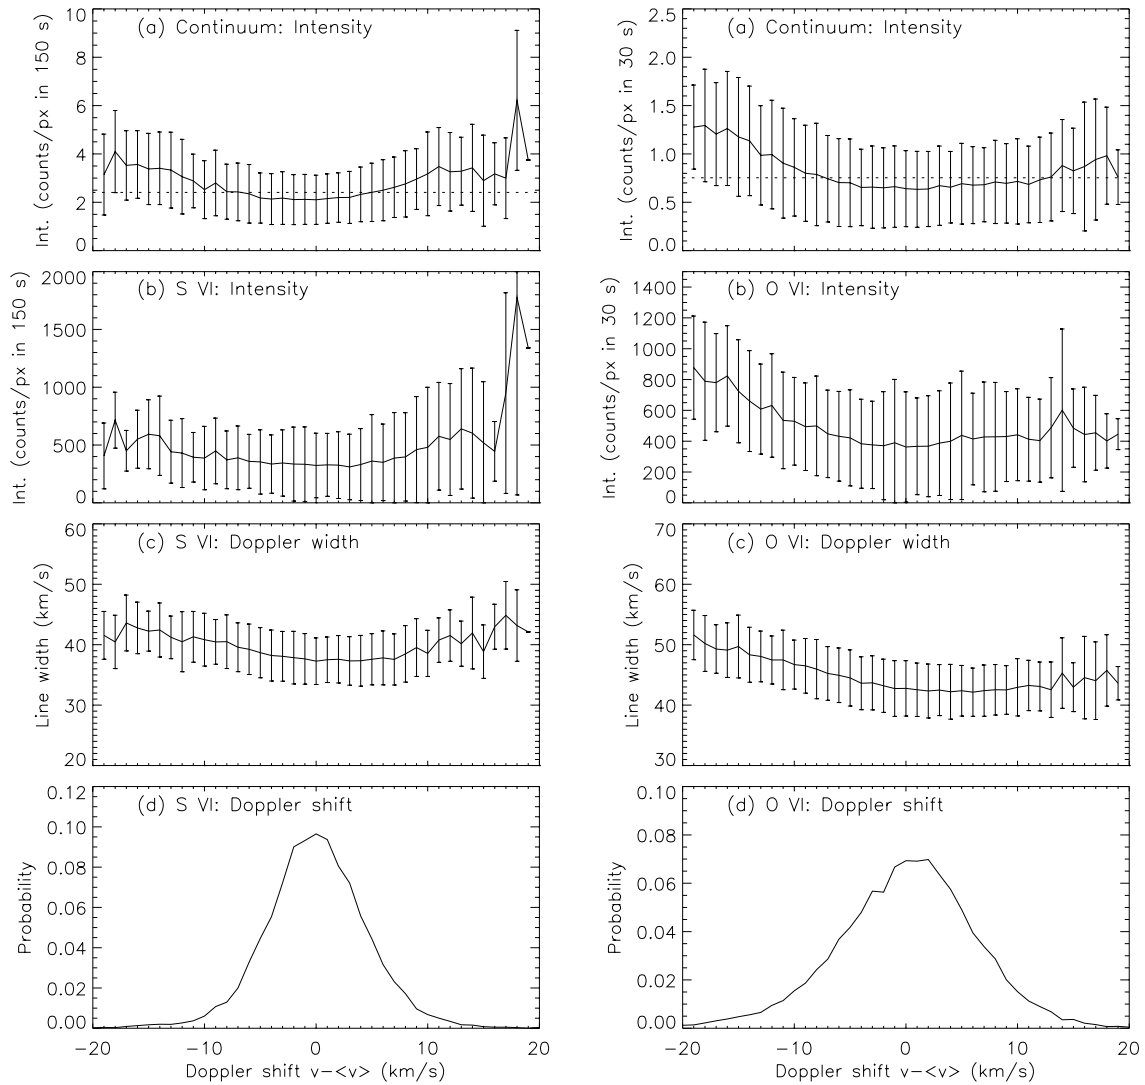 (a) Continuum: Intensity
Int. (counts/px in 150 s)
10
8
6
4
2
0
(a) Continuum: Intensity
Int. (counts/px in 30 s)
2.5
2.0
1.5
1.0
0.5
0.0
(b) S VI: Intensity
Int. (counts/px in 150 s)
2000
1500
1000
500
0
(b) O VI: Intensity
Int. (counts/px in 30 s)
1400
1200
1000
800
600
400
200
0
(c) S VI: Doppler width
Line width (km/s)
60
50
40
30
20
(c) O VI: Doppler width
Line width (km/s)
70
60
50
40
30
(d) S VI: Doppler shift
Probability
0.12
0.10
0.08
0.06
0.04
0.02
0.00
-20 -10 0 10 20
Doppler shift v-<v> (km/s)
(d) O VI: Doppler shift
Probability
0.10
0.08
0.06
0.04
0.02
0.00
-20 -10 0 10 20
Doppler shift v-<v> (km/s)